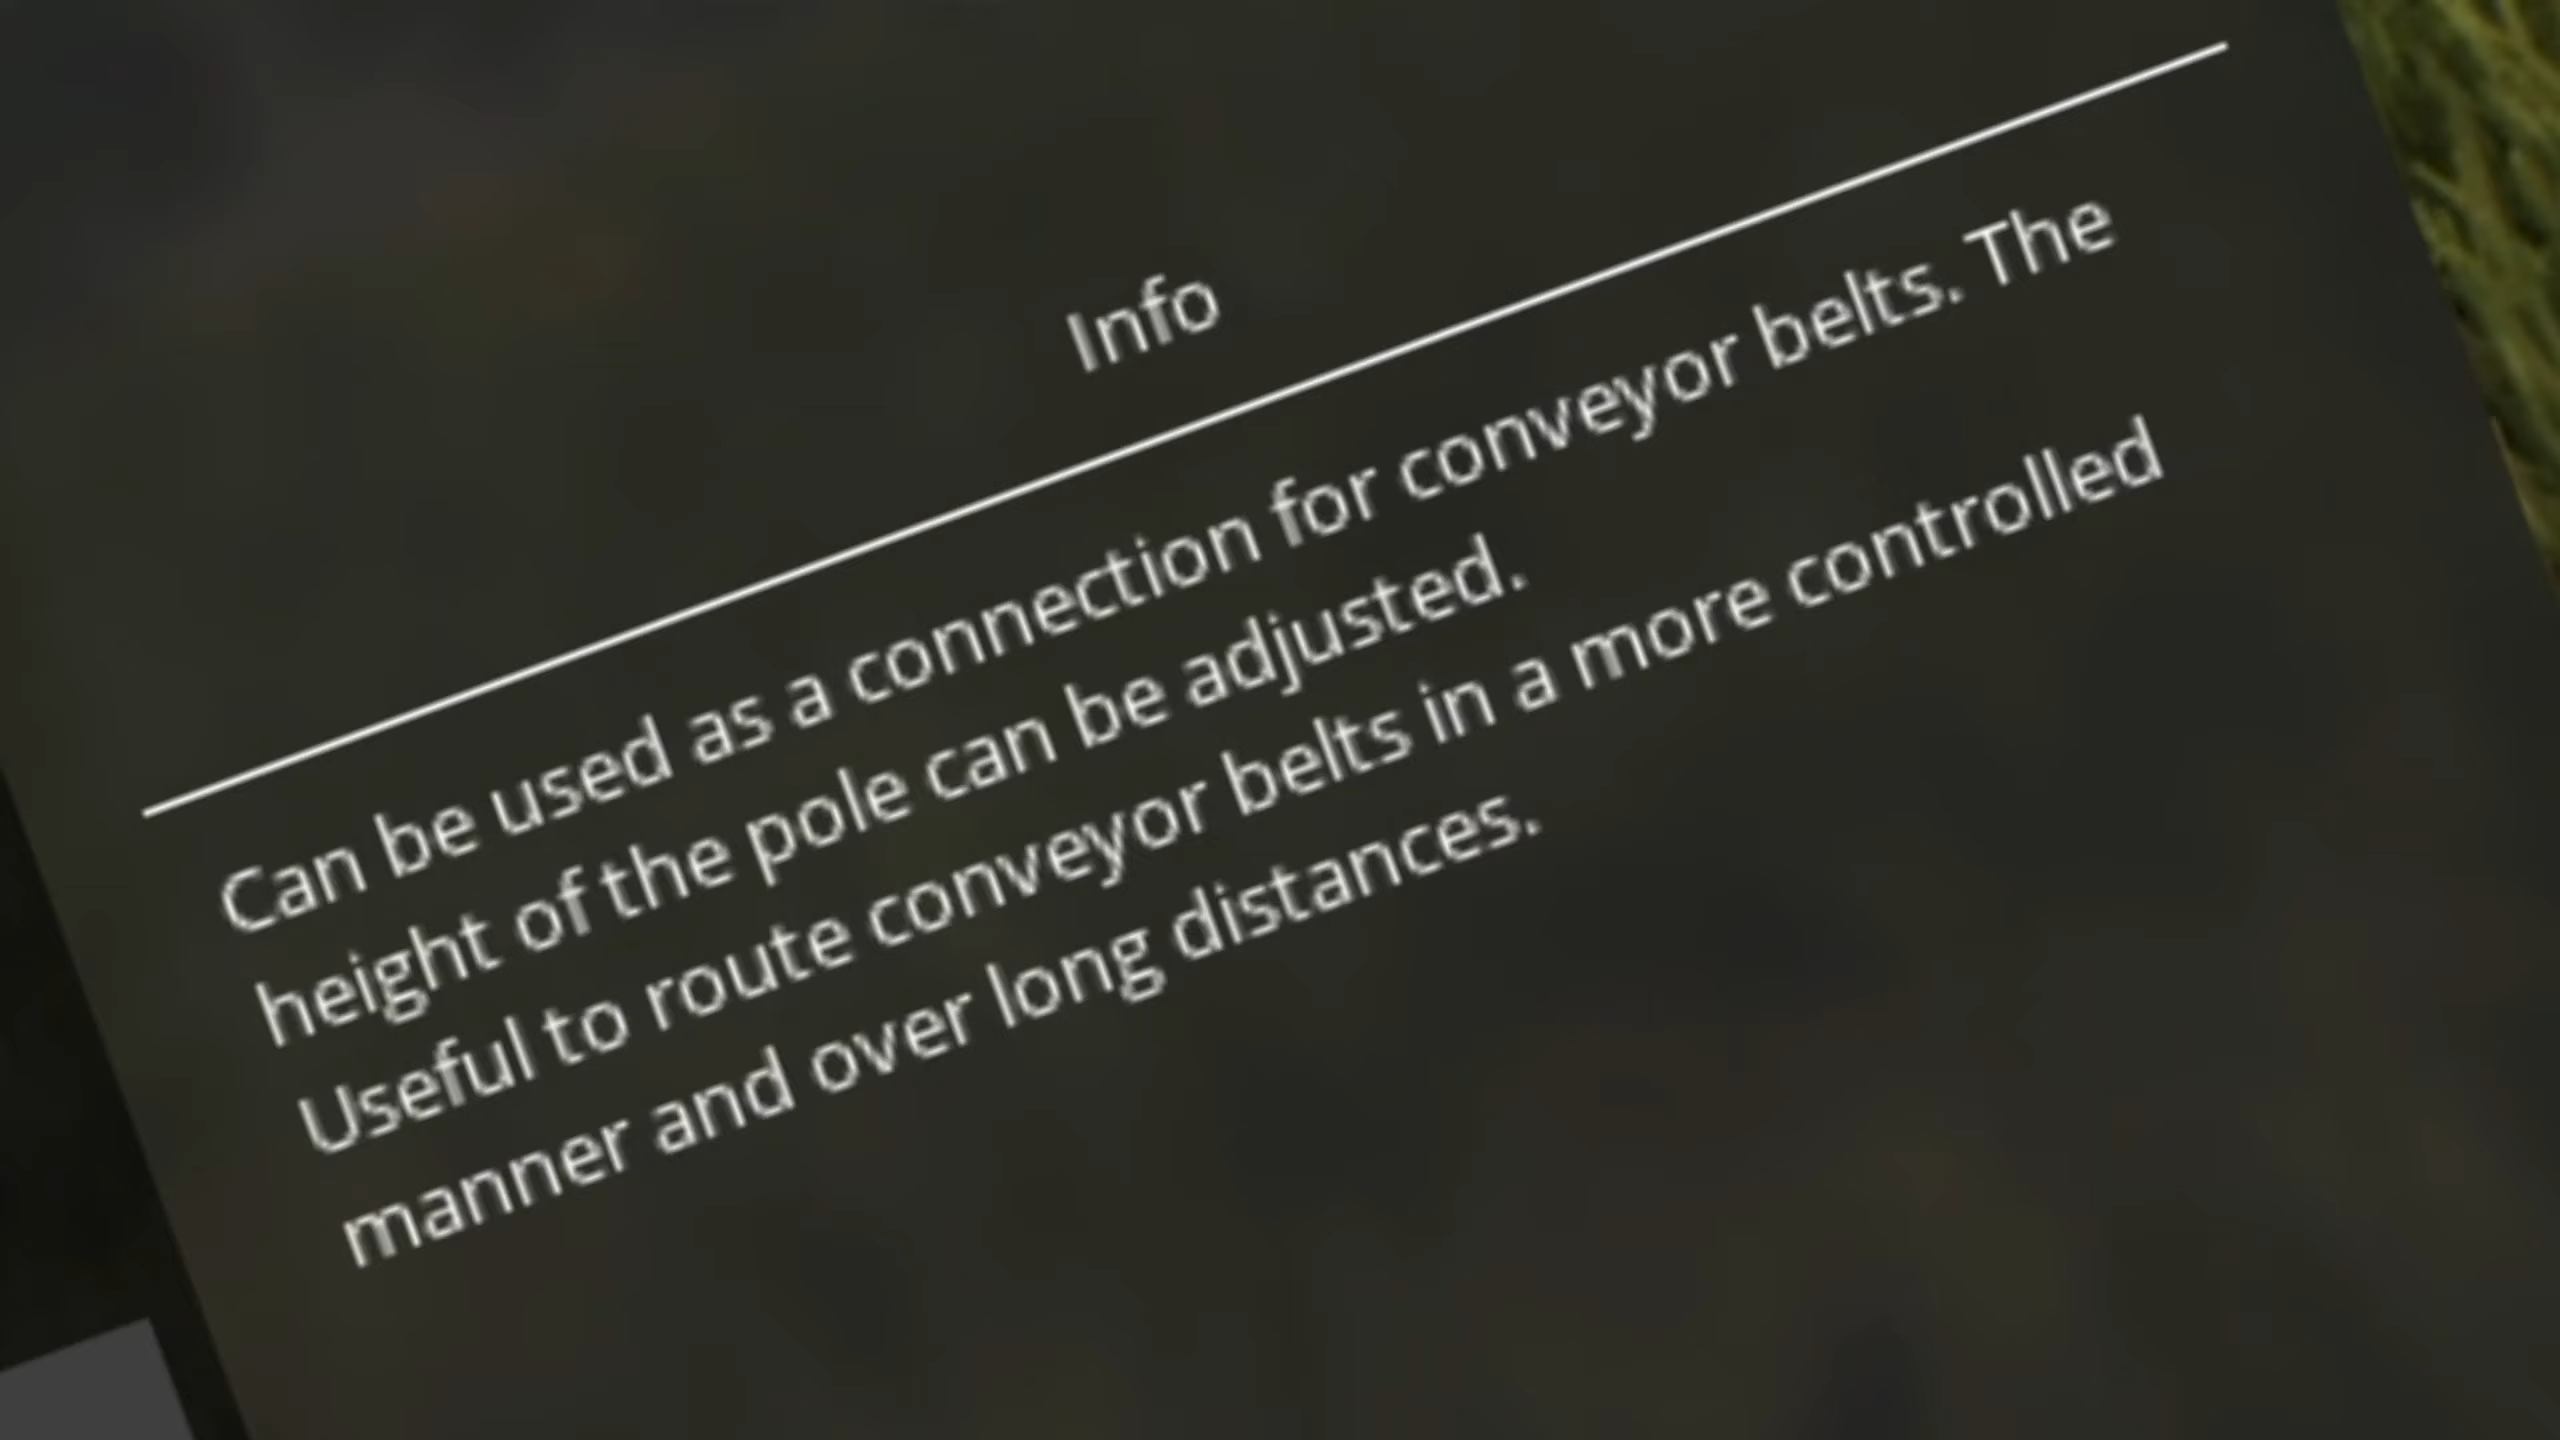 Info
Can be used as a connection for conveyor belts. The
height of the pole can be adjusted.
Useful to route conveyor belts in a more controlled
manner and over long distances.